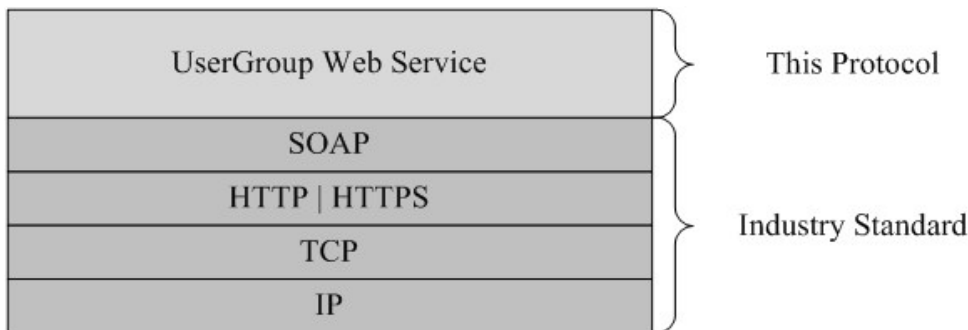 UserGroup Web Service
This Protocol
SOAP
HTTP | HTTPS
TCP
IP
Industry Standard